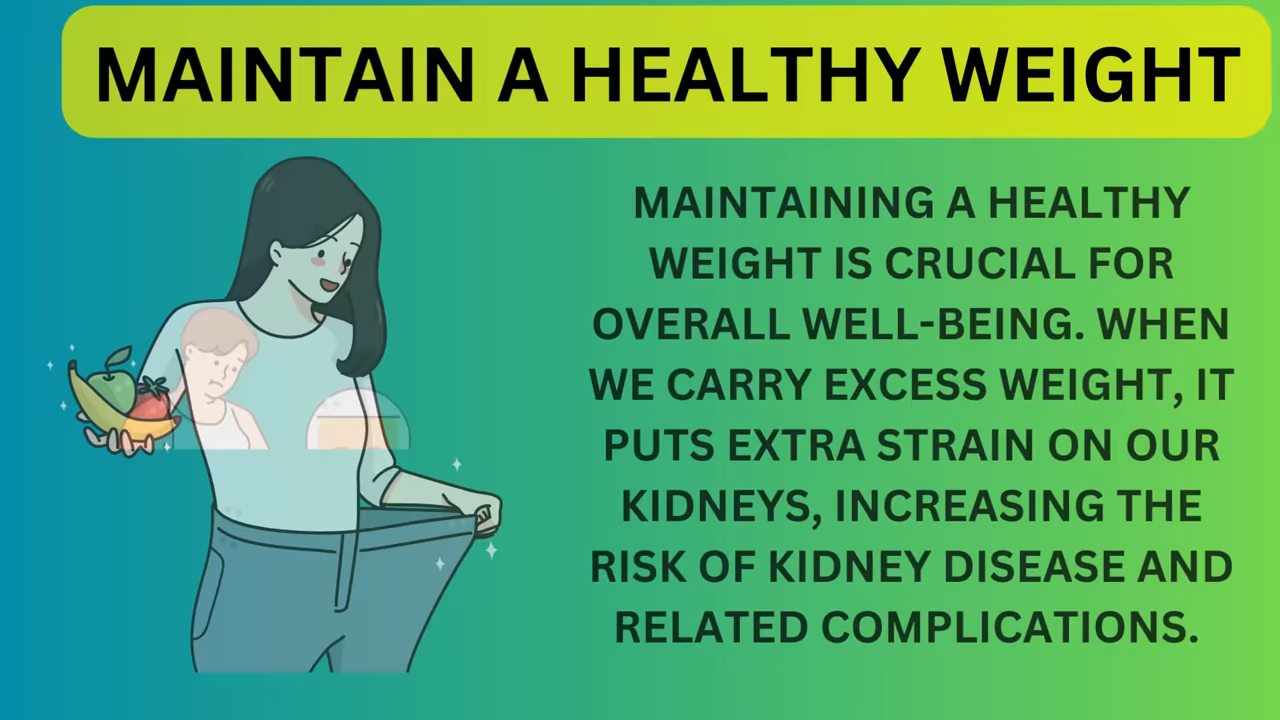 MAINTAIN A HEALTHY WEIGHT
MAINTAINING A HEALTHY
WEIGHT IS CRUCIAL FOR
OVERALL WELL-BEING. WHEN
WE CARRY EXCESS WEIGHT, IT
PUTS EXTRA STRAIN ON OUR
KIDNEYS, INCREASING THE
RISK OF KIDNEY DISEASE AND
RELATED COMPLICATIONS.